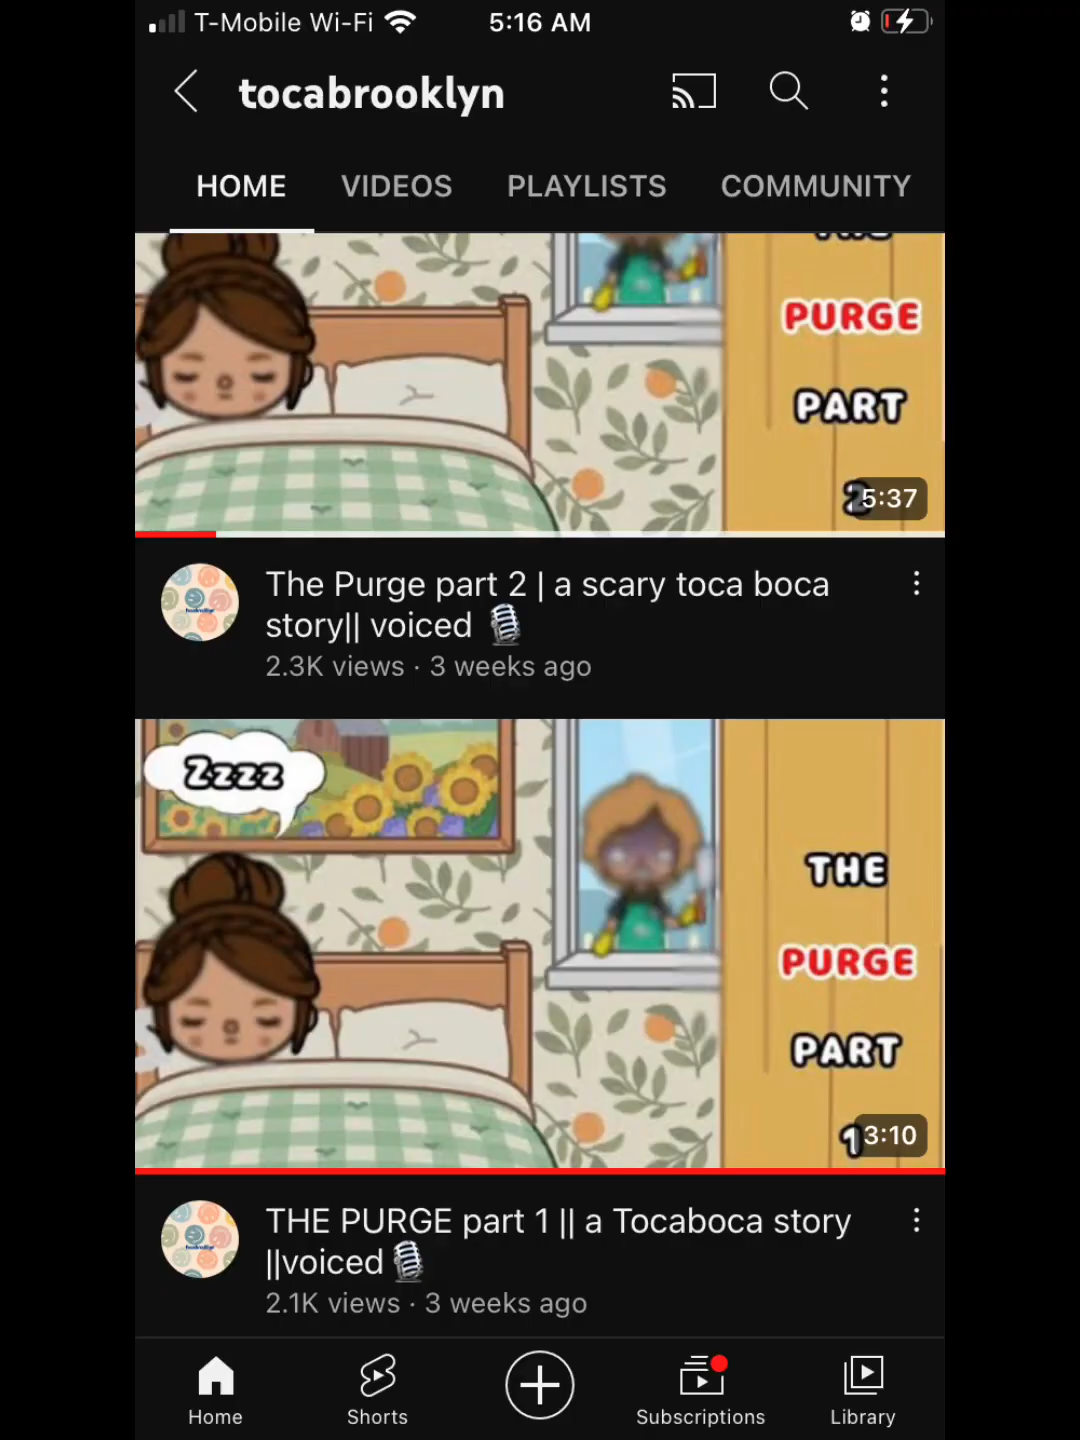 T-Mobile Wi-Fi 5:16 AM
tocabrooklyn
HOME VIDEOS PLAYLISTS COMMUNITY
PURGE
PART
2
5:37
The Purge part 2 | a scary toca boca
story|| voiced
2.3K views · 3 weeks ago
Zzzz
THE
PURGE
PART
1
3:10
THE PURGE part 1 || a Tocaboca story
||voiced
2.1K views · 3 weeks ago
Home Shorts Subscriptions Library